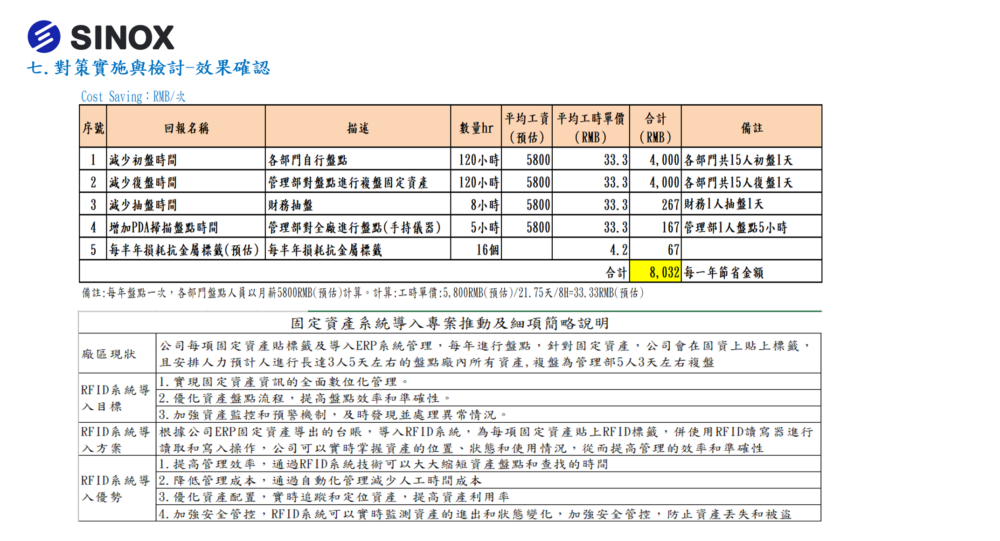 SINOX
七.對策實施與檢討-效果確認
Cost Saving：RMB/次
序號 回報名稱 描述 數量hr 平均工資(預估) 平均工時單價(RMB) 合計(RMB) 備註
1 減少初盤時間 各部門自行盤點 120小時 5800 33.3 4,000 各部門共15人初盤1天
2 減少復盤時間 管理部對盤點進行複盤固定資產 120小時 5800 33.3 4,000 各部門共15人復盤1天
3 減少抽盤時間 財務抽盤 8小時 5800 33.3 267 財務1人抽盤1天
4 增加PDA掃描盤點時間 管理部對全廠進行盤點(手持儀器) 5小時 5800 33.3 167 管理部1人盤點5小時
5 每半年損耗抗金屬標籤(預估) 每半年損耗抗金屬標籤 16個 4.2 67
合計 8,032 每一年節省金額
備註:每年盤點一次，各部門盤點人員以月薪5800RMB(預估)計算。計算:工時單價:5,800RMB(預估)/21.75天/8H=33.33RMB(預估)
固定資產系統導入專案推動及細項簡略說明
廠區現狀
公司每項固定資產貼標籤及導入ERP系統管理，每年進行盤點，針對固定資產，公司會在固資上貼上標籤，
且安排人力預計人進行長達3人5天左右的盤點廠內所有資產,複盤為管理部5人3天左右複盤
RFID系統導
入目標
1.實現固定資產資訊的全面數位化管理。
2.優化資產盤點流程，提高盤點效率和準確性。
3.加強資產監控和預警機制，及時發現並處理異常情況。
RFID系統導
入方案
根據公司ERP固定資產導出的台賬，導入RFID系統，為每項固定資產貼上RFID標籤，併使用RFID讀寫器進行
讀取和寫入操作，公司可以實時掌握資產的位置、狀態和使用情況，從而提高管理的效率和準確性
RFID系統導
入優勢
1.提高管理效率，通過RFID系統技術可以大大縮短資產盤點和查找的時間
2.降低管理成本，通過自動化管理減少人工時間成本
3.優化資產配置，實時追蹤和定位資產，提高資產利用率
4.加強安全管控，RFID系統可以實時監測資產的進出和狀態變化，加強安全管控，防止資產丟失和被盜